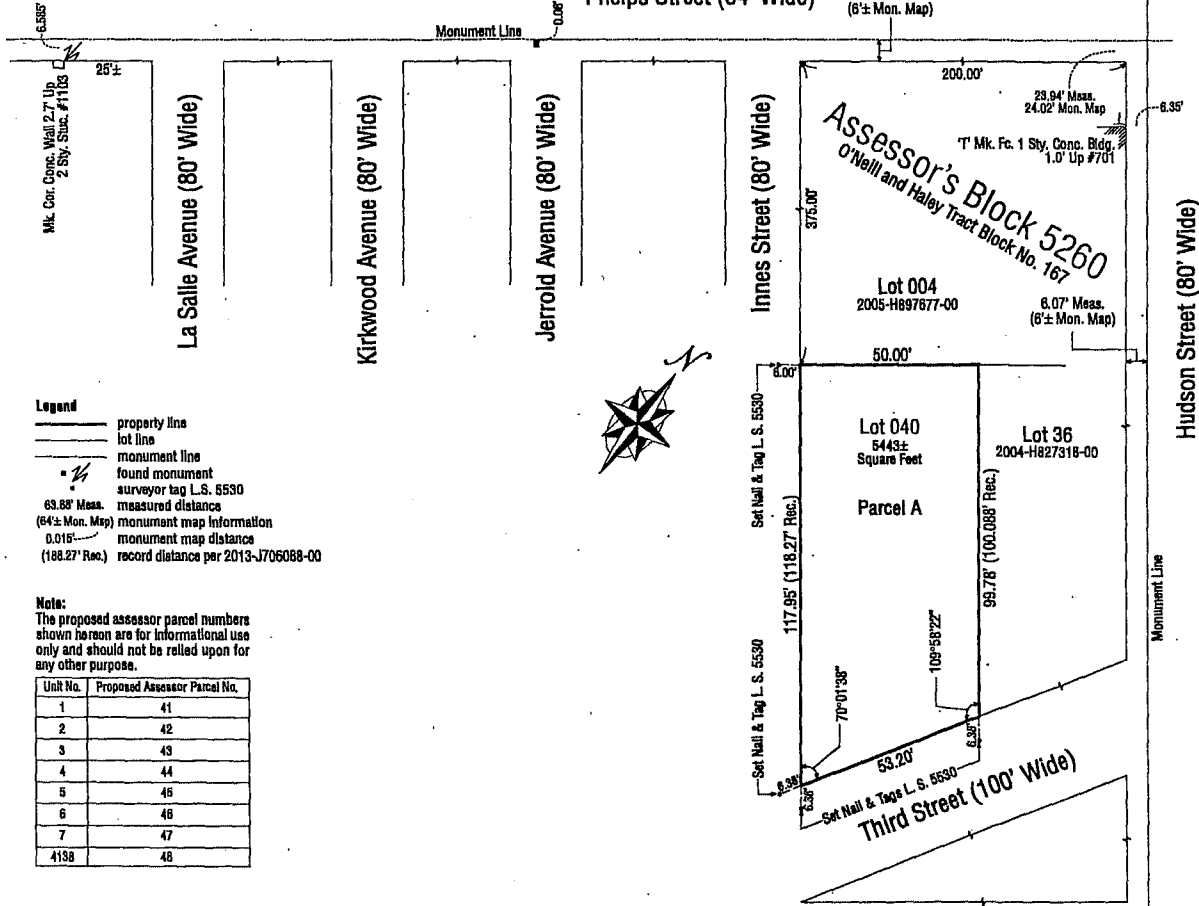 Phelps Street (64' Wide)
(6'± Mon. Map)
6.585'
0.08'
Monument Line
25'±
200.00'
Mk. Cor. Conc. Wall 2.7' Up
2 Sty. Stuc. #1103
23.94' Meas.
24.02' Mon. Map
6.35'
'T' Mk. Fc. 1 Sty. Conc. Bldg.
1.0' Up #701
La Salle Avenue (80' Wide)
Kirkwood Avenue (80' Wide)
Jerrold Avenue (80' Wide)
Innes Street (80' Wide)
375.00'
Assessor's Block 5260
O'Neill and Haley Tract Block No. 167
Hudson Street (80' Wide)
Lot 004
2005-H897677-00
6.07' Meas.
(6'± Mon. Map)
50.00'
6.00'
N
Set Nail & Tag L. S. 5530
Lot 040
5443±
Square Feet
Parcel A
Lot 36
2004-H827318-00
117.95' (118.27' Rec.)
99.78' (100.088' Rec.)
Monument Line
Set Nail & Tag L. S. 5530
70°01'38"
109°58'22"
6.38'
6.38'
6.38'
53.20'
Set Nail & Tags L. S. 5530
Third Street (100' Wide)
Legend
property line
lot line
monument line
found monument
surveyor tag L.S. 5530
63.88' Meas. measured distance
(64'± Mon. Map) monument map information
0.015' monument map distance
(188.27' Rec.) record distance per 2013-J706088-00
Note:
The proposed assessor parcel numbers
shown hereon are for informational use
only and should not be relied upon for
any other purpose.
Unit No. Proposed Assessor Parcel No.
1 41
2 42
3 43
4 44
5 45
6 46
7 47
4138 48